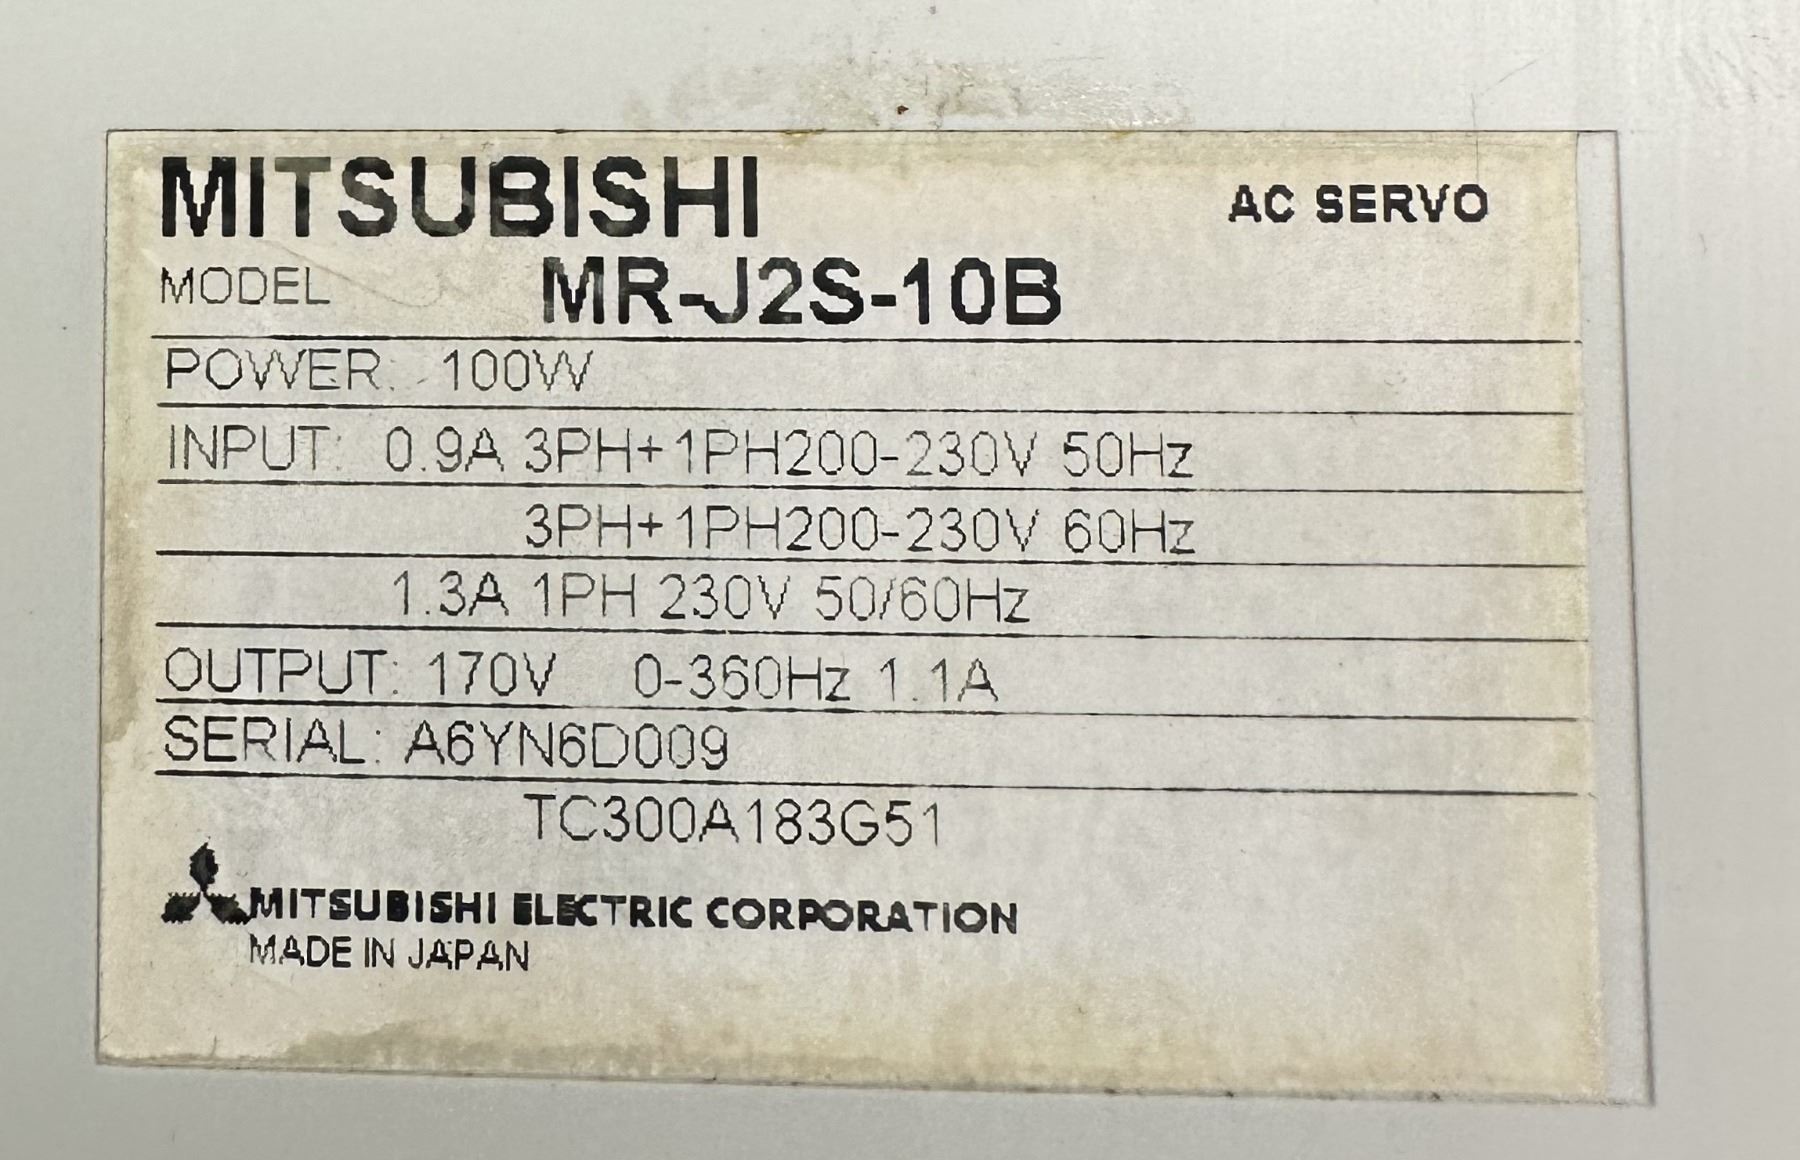 MITSUBISHI
AC SERVO
MODEL MR-J2S-10B
POWER: 100W
INPUT: 0.9A 3PH+1PH200-230V 50Hz
3PH+1PH200-230V 60Hz
1.3A 1PH 230V 50/60Hz
OUTPUT: 170V 0-360Hz 1.1A
SERIAL: A6YN6D009
TC300A183G51
MITSUBISHI ELECTRIC CORPORATION
MADE IN JAPAN